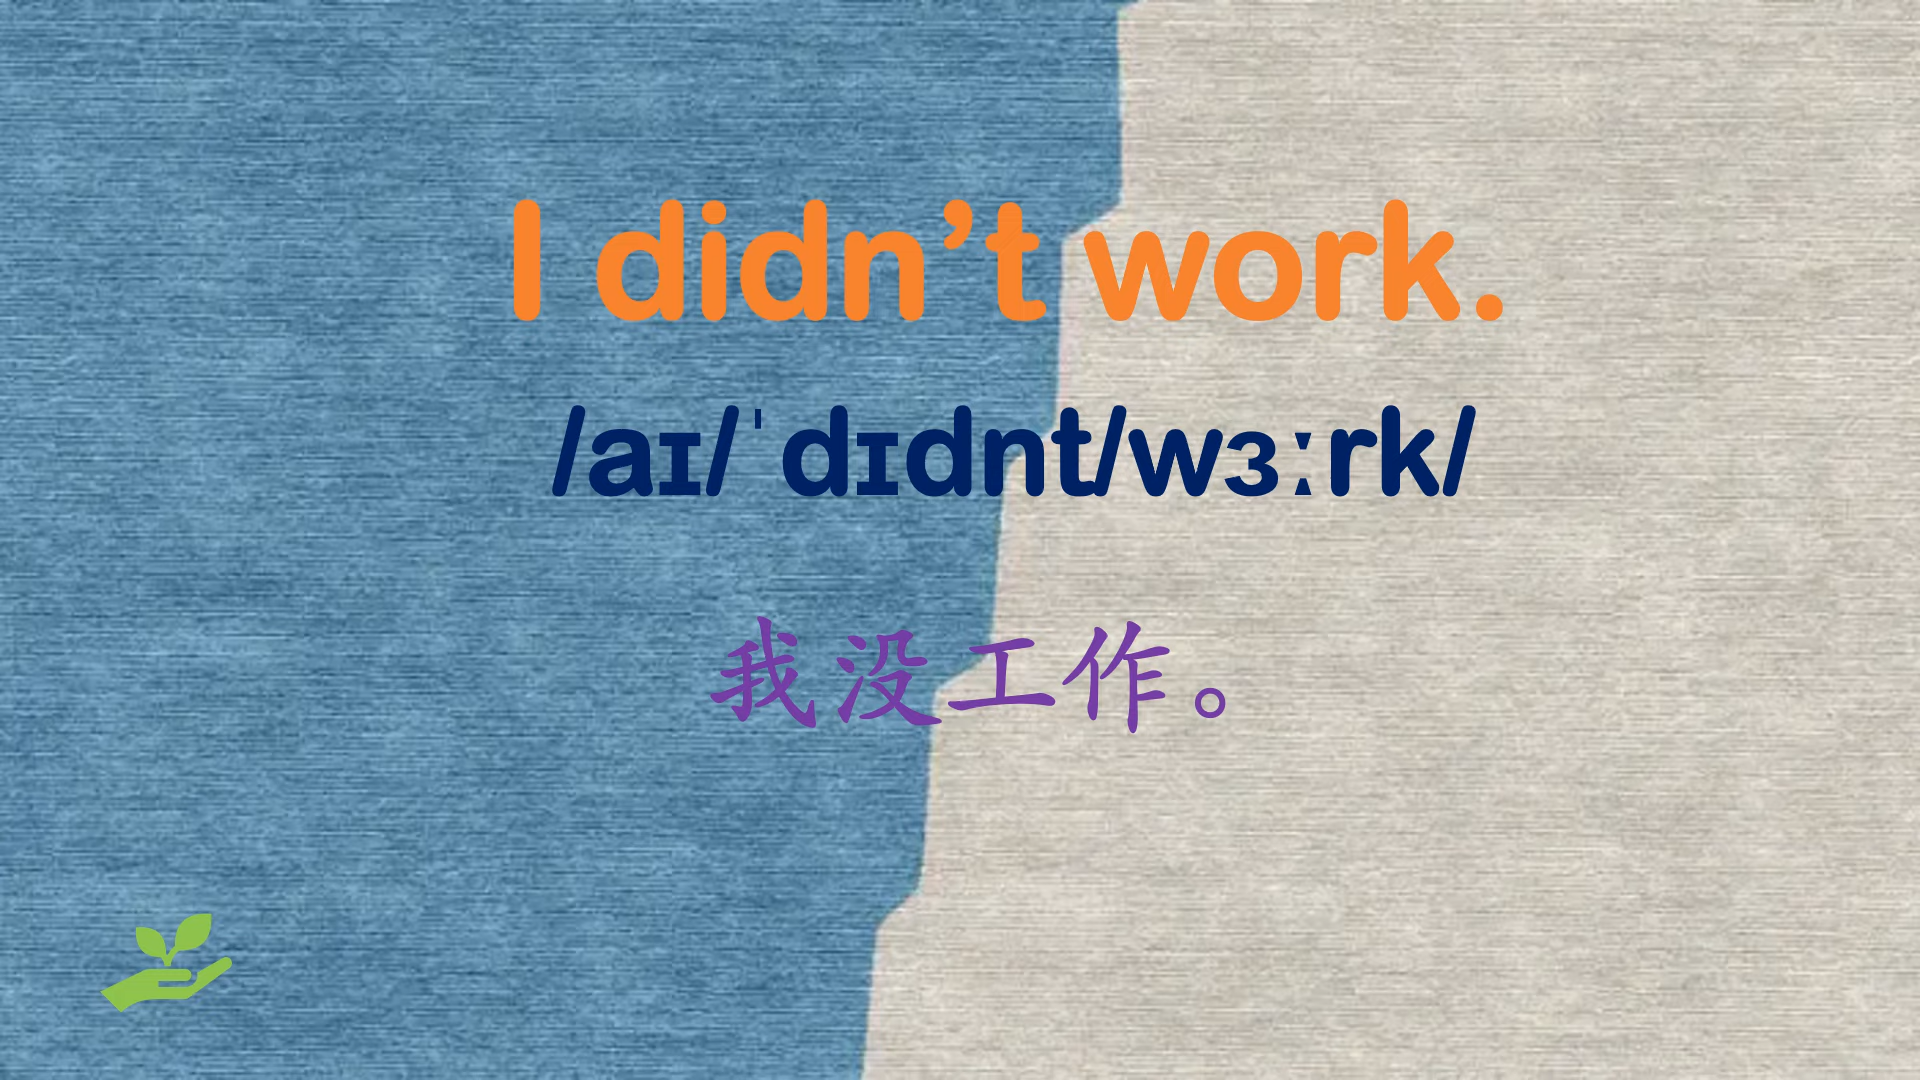 I didn’t work.
/aɪ/ˈdɪdnt/wɜːrk/
我没工作。